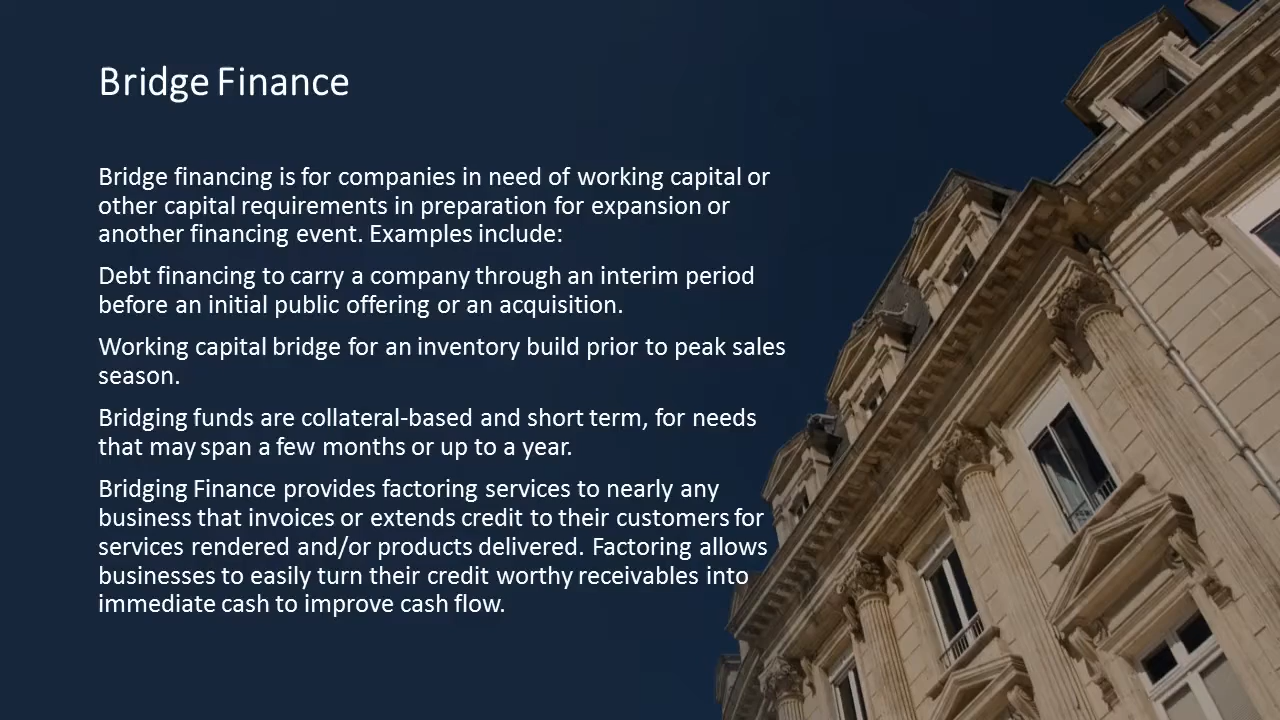 Bridge Finance
Bridge financing is for companies in need of working capital or
other capital requirements in preparation for expansion or
another financing event. Examples include:
Debt financing to carry a company through an interim period
before an initial public offering or an acquisition.
Working capital bridge for an inventory build prior to peak sales
season.
Bridging funds are collateral-based and short term, for needs
that may span a few months or up to a year.
Bridging Finance provides factoring services to nearly any
business that invoices or extends credit to their customers for
services rendered and/or products delivered. Factoring allows
businesses to easily turn their credit worthy receivables into
immediate cash to improve cash flow.